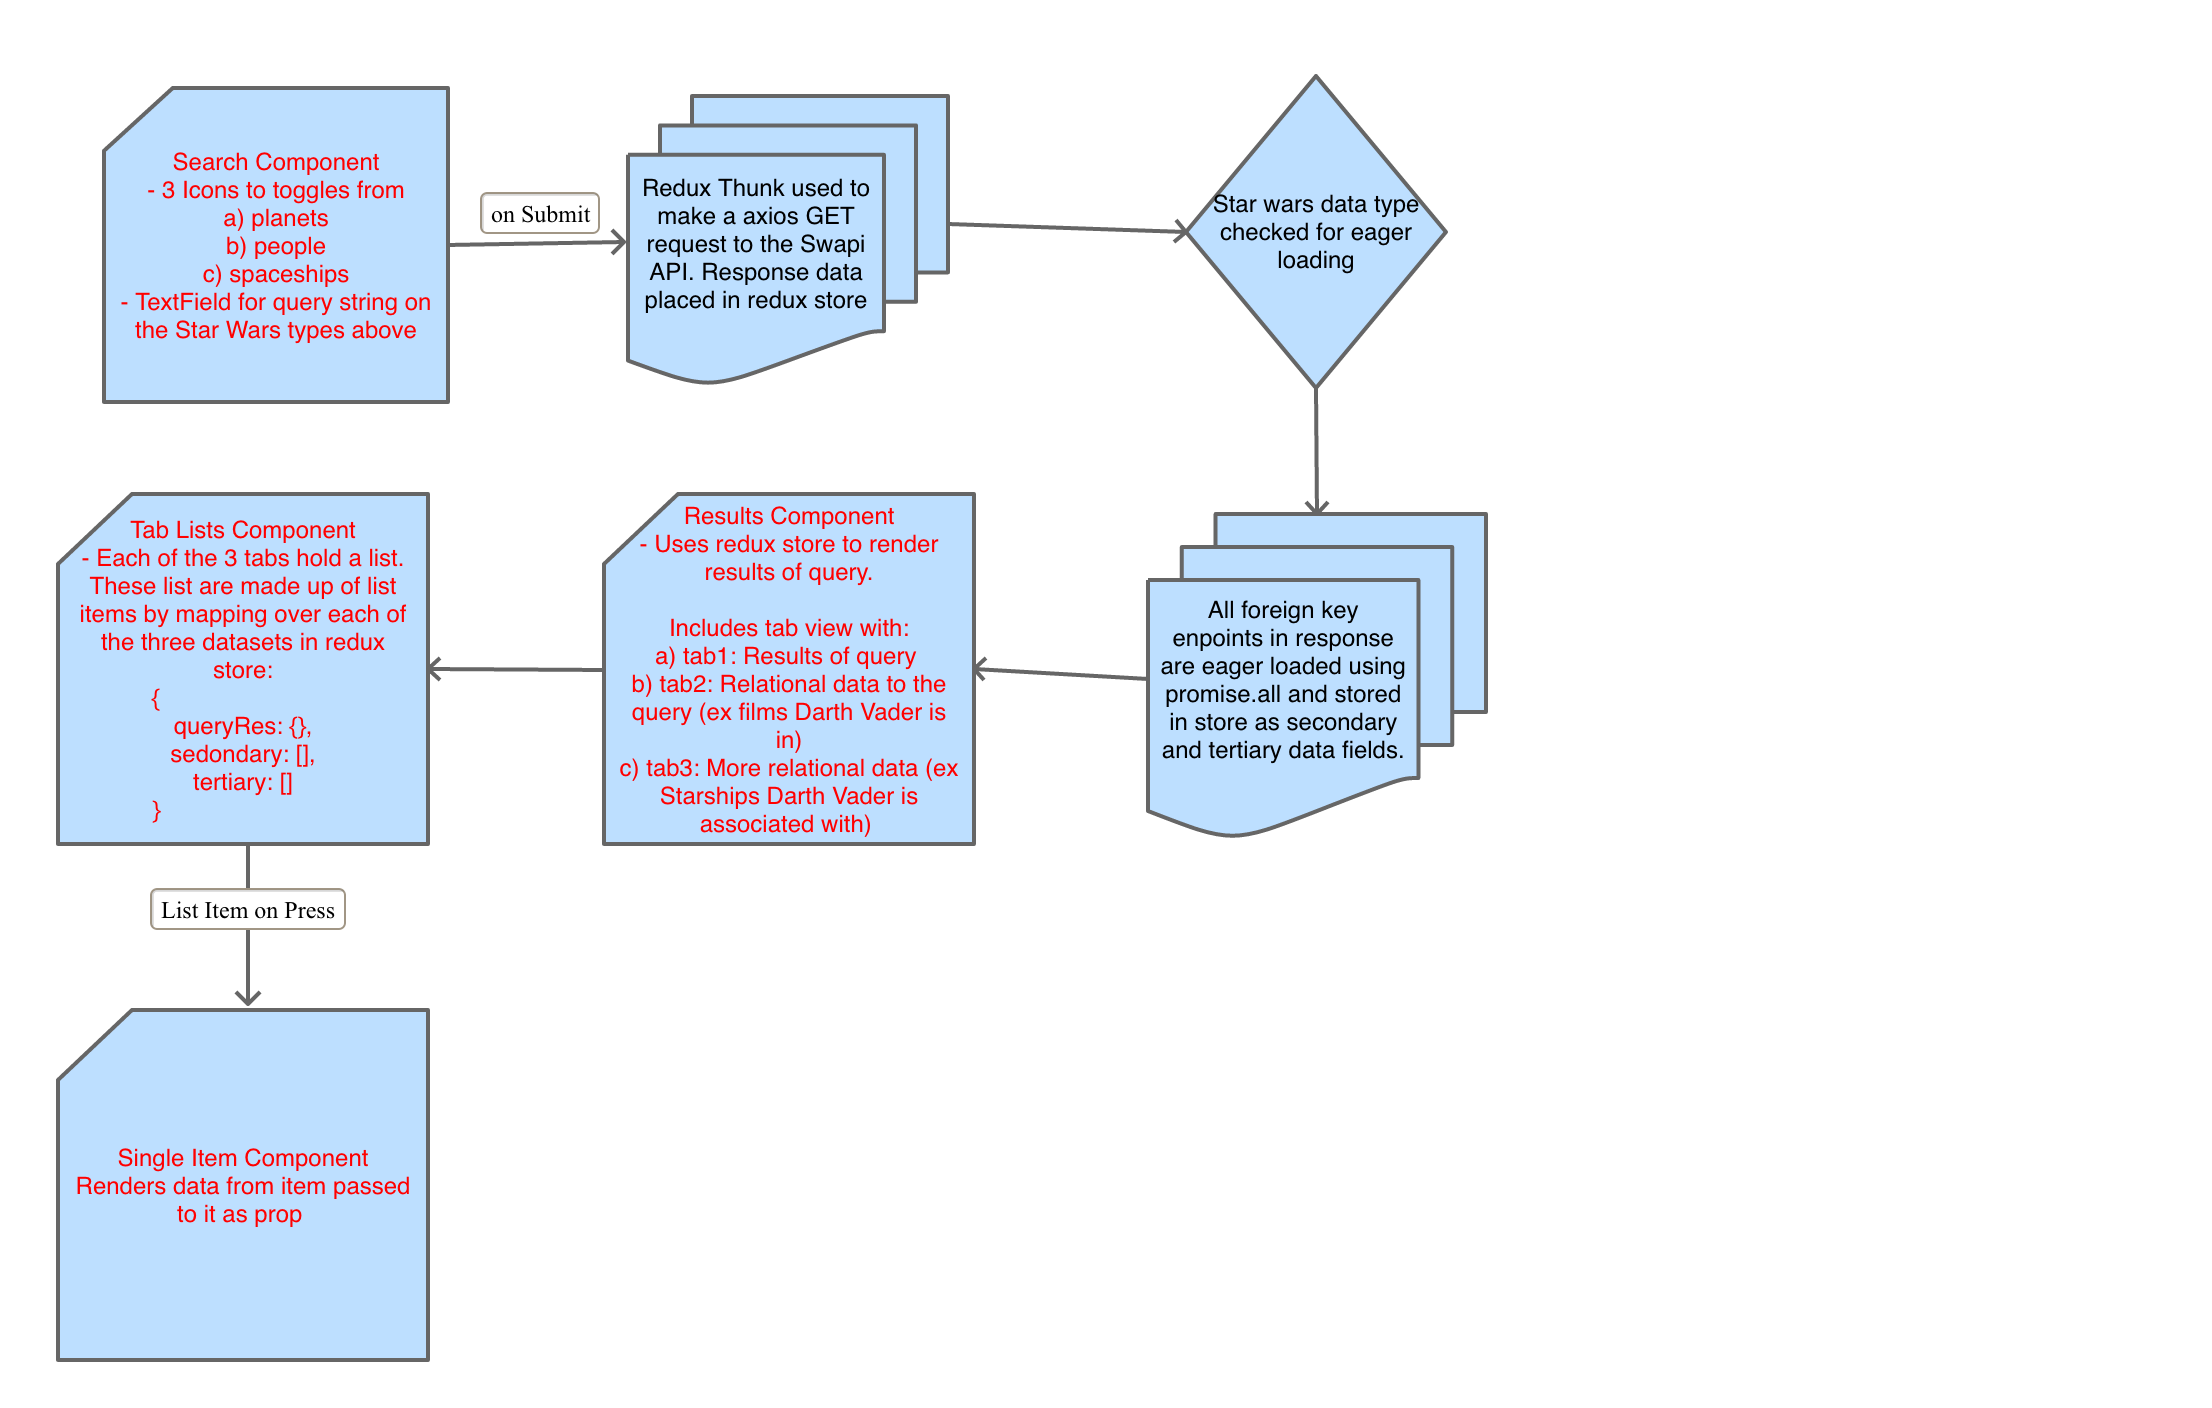 Search Component
- 3 Icons to toggles from
a) planets
b) people
c) spaceships
- TextField for query string on
the Star Wars types above
on Submit
Redux Thunk used to
make a axios GET
request to the Swapi
API. Response data
placed in redux store
Star wars data type
checked for eager
loading
All foreign key
enpoints in response
are eager loaded using
promise.all and stored
in store as secondary
and tertiary data fields.
Results Component
- Uses redux store to render
results of query.
Includes tab view with:
a) tab1: Results of query
b) tab2: Relational data to the
query (ex films Darth Vader is
in)
c) tab3: More relational data (ex
Starships Darth Vader is
associated with)
Tab Lists Component
- Each of the 3 tabs hold a list.
These list are made up of list
items by mapping over each of
the three datasets in redux
store:
{
queryRes: {},
sedondary: [],
tertiary: []
}
List Item on Press
Single Item Component
Renders data from item passed
to it as prop